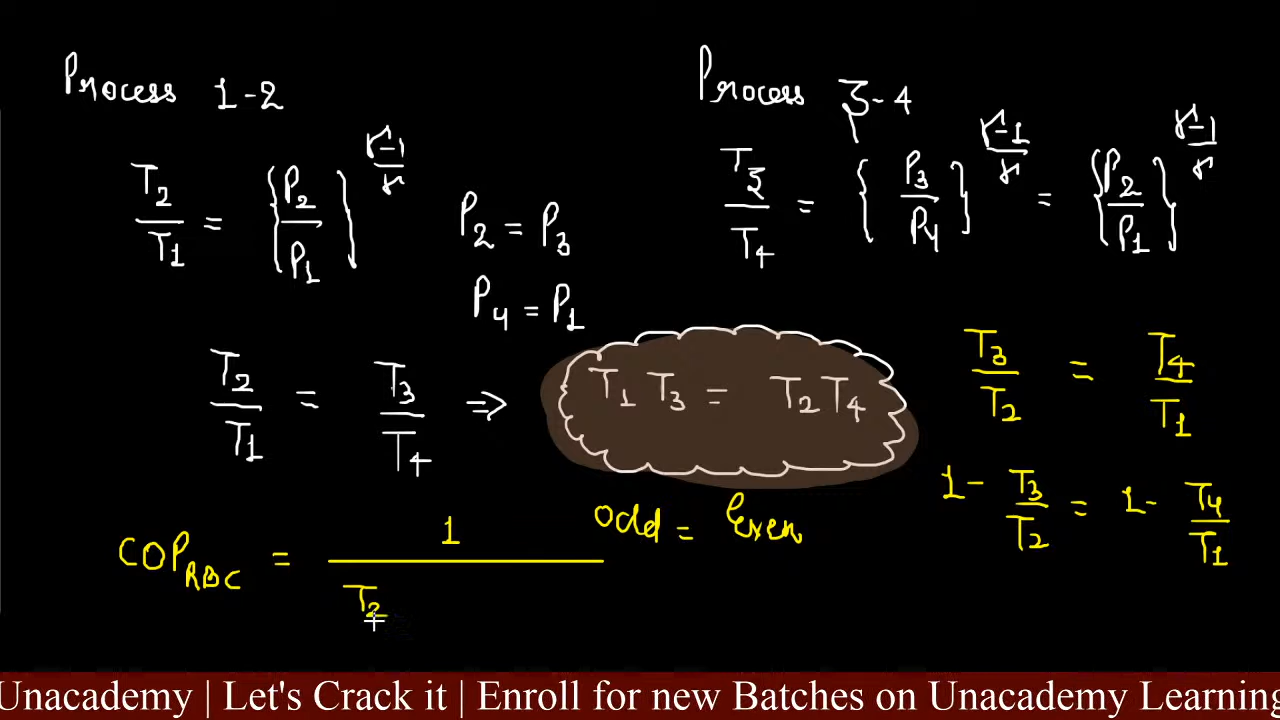 Process 1-2
T2/T1 = {P2/P1}^(γ-1)/γ
P2 = P3
P4 = P1
Process 3-4
T3/T4 = {P3/P4}^(γ-1)/γ = {P2/P1}^(γ-1)/γ
T2/T1 = T3/T4 ⇒ T1 T3 = T2 T4
odd = Even
T3/T2 = T4/T1
1 - T3/T2 = 1 - T4/T1
COP RBC = 1/T2
Unacademy | Let's Crack it | Enroll for new Batches on Unacademy Learning